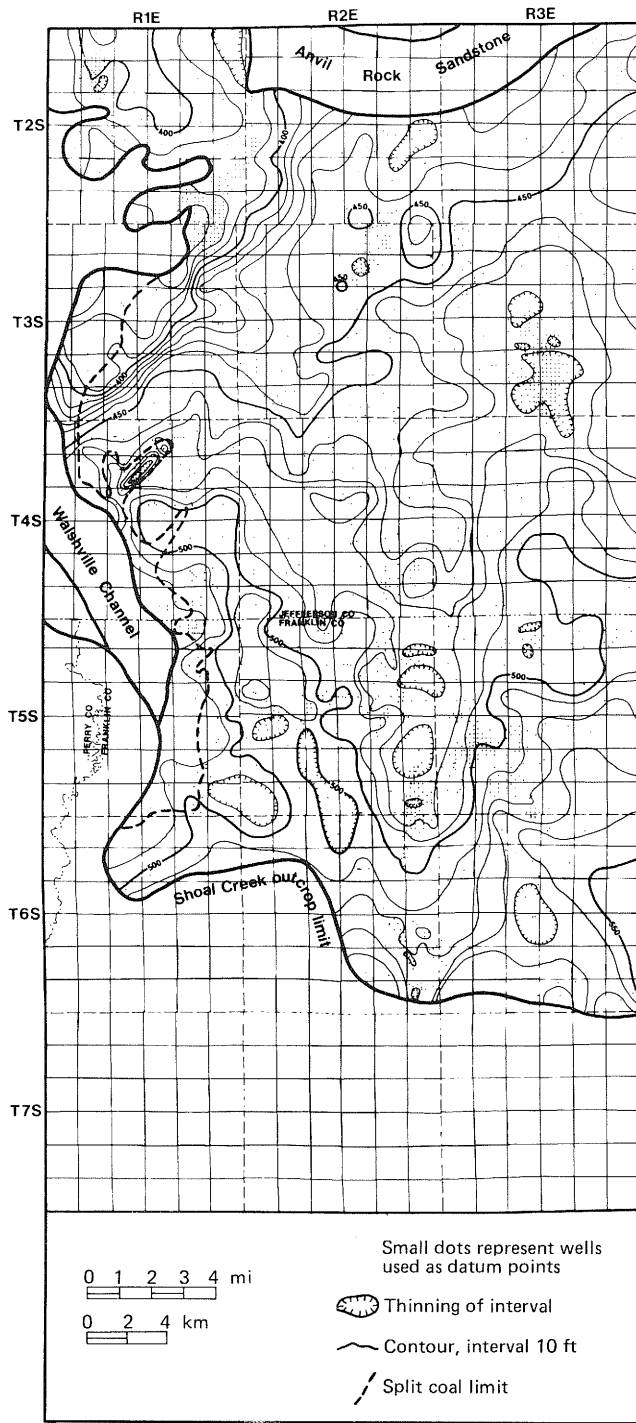 R1E R2E R3E
Anvil Rock Sandstone
T2S
400
400
450
450
450
T3S
400
450
T4S
500
Walshville Channel
JEFFERSON CO
FRANKLIN CO
500
500
T5S
PERRY CO
FRANKLIN CO
500
500
Shoal Creek outcrop limit
T6S
550
T7S
Small dots represent wells
used as datum points
0 1 2 3 4 mi
Thinning of interval
0 2 4 km
Contour, interval 10 ft
Split coal limit